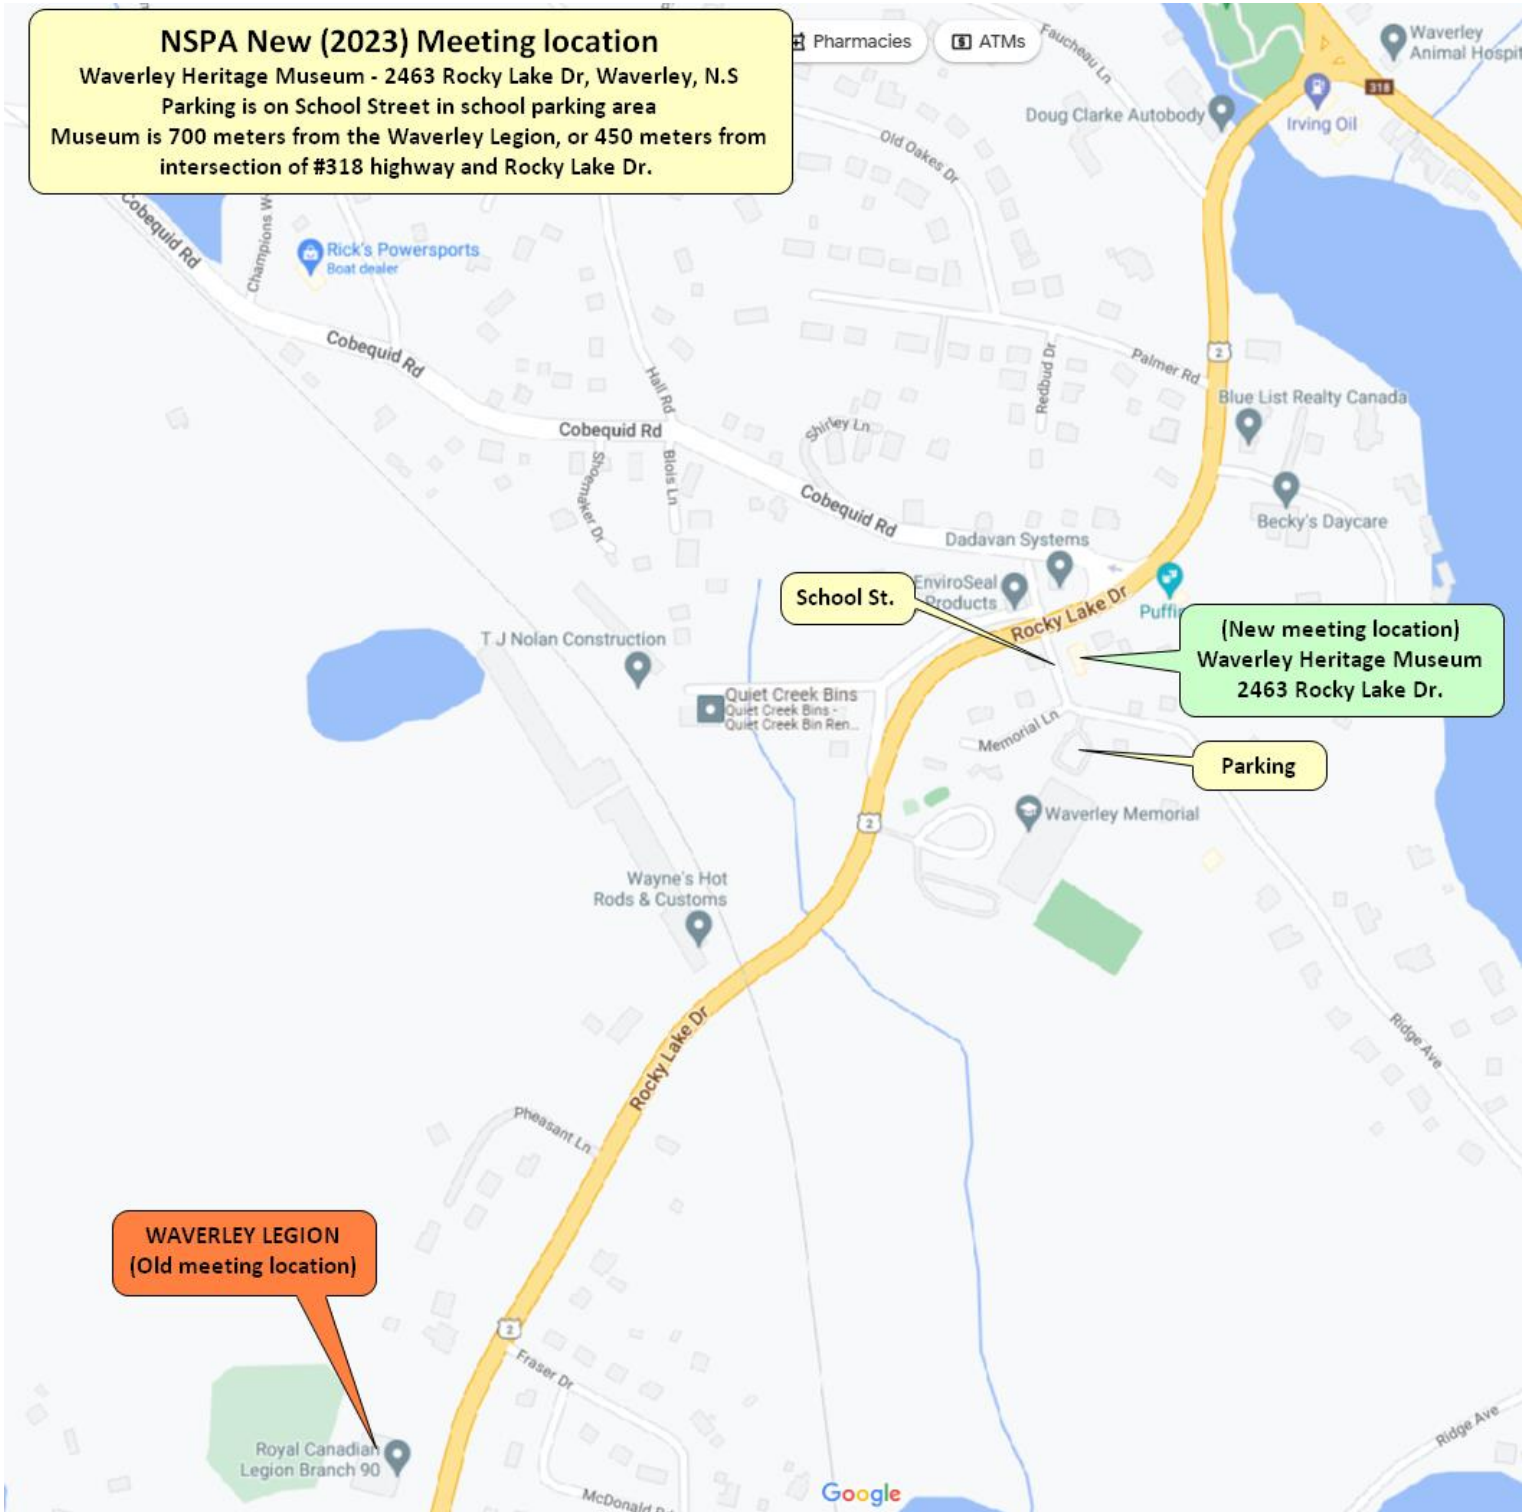 NSPA New (2023) Meeting location
Waverley Heritage Museum - 2463 Rocky Lake Dr, Waverley, N.S
Parking is on School Street in school parking area
Museum is 700 meters from the Waverley Legion, or 450 meters from
intersection of #318 highway and Rocky Lake Dr.
Pharmacies
ATMs
Faucheau Ln
Waverley
Animal Hospit
318
Irving Oil
Doug Clarke Autobody
Old Oakes Dr
Cobequid Rd
Champions W
Rick's Powersports
Boat dealer
Cobequid Rd
Hall Rd
Redbud Dr
Palmer Rd
2
Blue List Realty Canada
Shirley Ln
Cobequid Rd
Shoemaker Dr
Blois Ln
Cobequid Rd
Becky's Daycare
Dadavan Systems
EnviroSeal
Products
School St.
Rocky Lake Dr
Puffi
(New meeting location)
Waverley Heritage Museum
2463 Rocky Lake Dr.
T J Nolan Construction
Quiet Creek Bins
Quiet Creek Bins -
Quiet Creek Bin Ren...
Memorial Ln
Parking
Waverley Memorial
2
Wayne's Hot
Rods & Customs
Rocky Lake Dr
Ridge Ave
Pheasant Ln
WAVERLEY LEGION
(Old meeting location)
2
Fraser Dr
Royal Canadian
Legion Branch 90
McDonald
Google
Ridge Ave